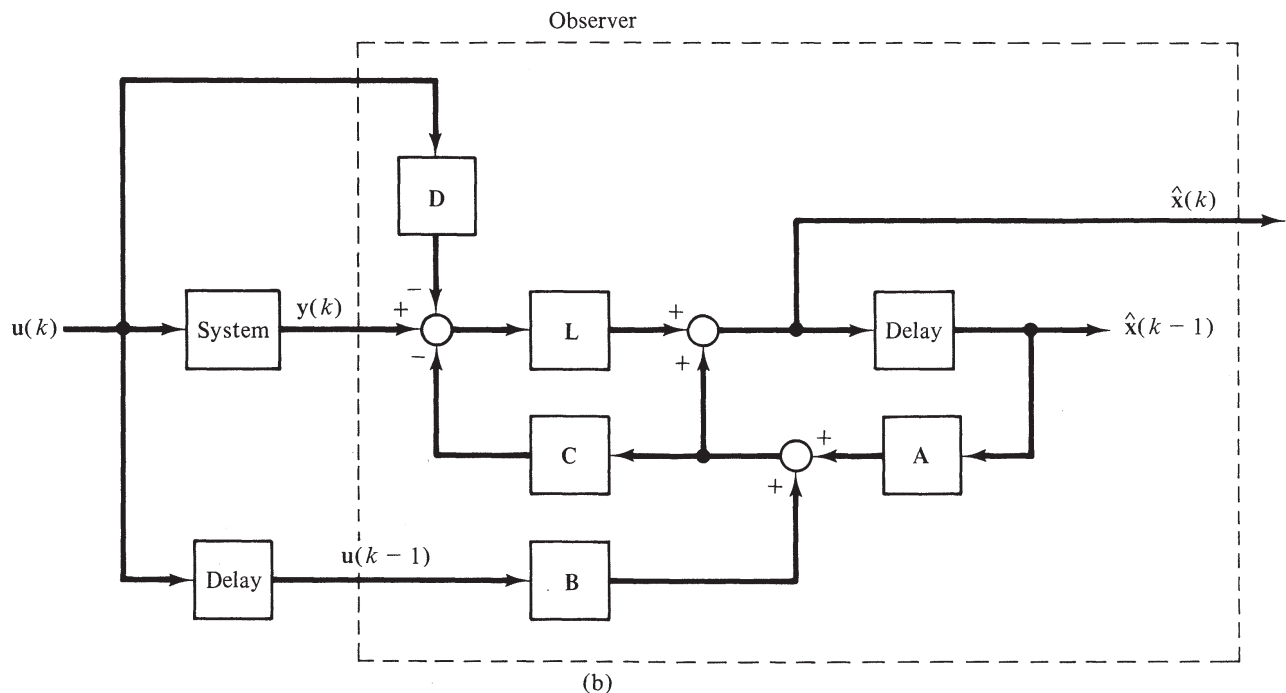 Observer
D
x̂(k)
− 
u(k)
System
y(k)
+
−
L
+
+
Delay
x̂(k − 1)
C
+
+
A
Delay
u(k − 1)
B
(b)